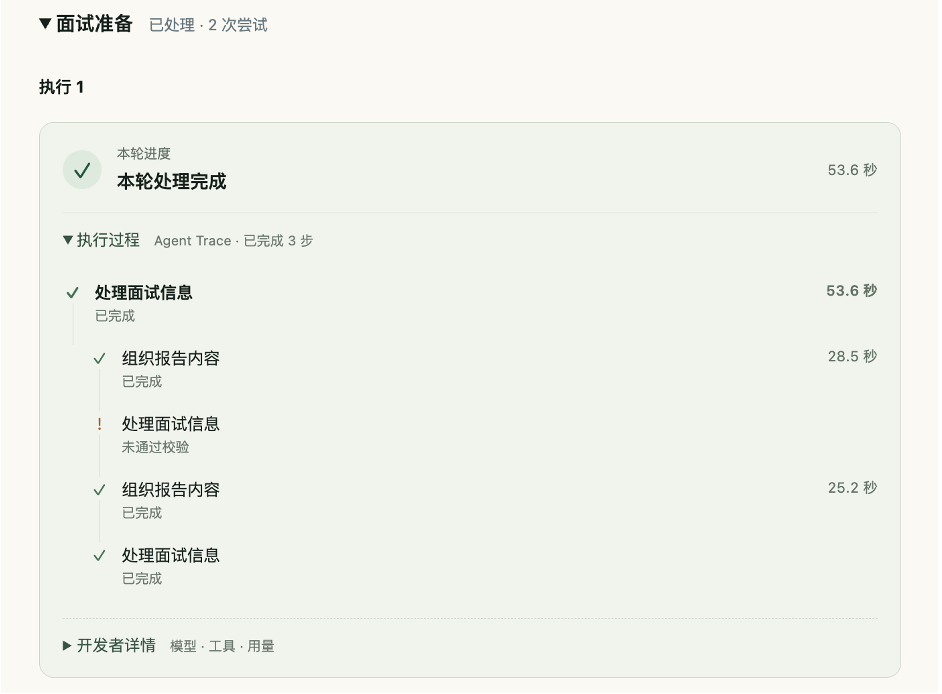 ▼面试准备 已处理 · 2 次尝试
执行 1
本轮进度
本轮处理完成 53.6 秒
▼执行过程 Agent Trace · 已完成 3 步
处理面试信息 53.6 秒
已完成
组织报告内容 28.5 秒
已完成
! 处理面试信息
未通过校验
组织报告内容 25.2 秒
已完成
处理面试信息
已完成
▶开发者详情 模型 · 工具 · 用量